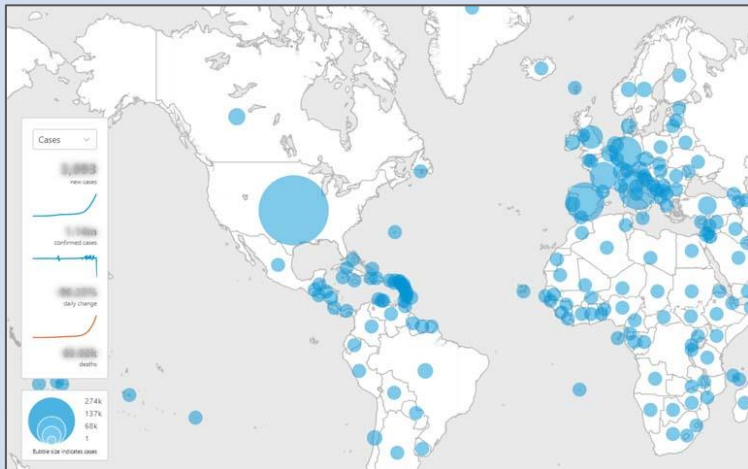 Cases
new cases
confirmed cases
daily change
deaths
274k
137k
68k
1
Bubble size indicates cases